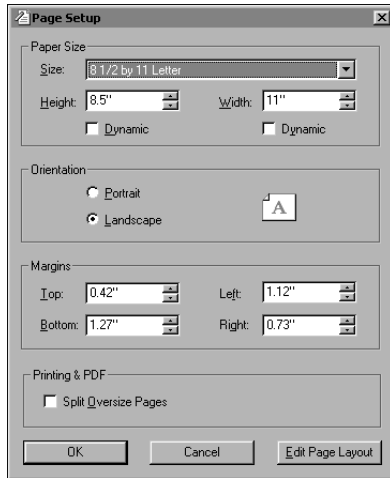 Page Setup
Paper Size
Size: 8 1/2 by 11 Letter
Height: 8.5" Width: 11"
Dynamic Dynamic
Orientation
Portrait
A
Landscape
Margins
Top: 0.42" Left: 1.12"
Bottom: 1.27" Right: 0.73"
Printing & PDF
Split Oversize Pages
OK Cancel Edit Page Layout